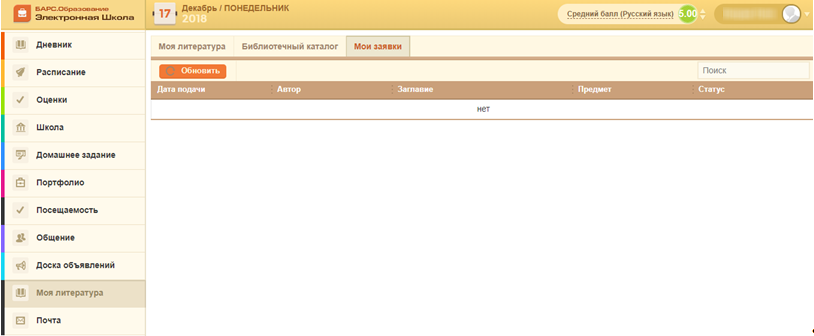 БАРС.Образование
Электронная Школа
17
Декабрь / ПОНЕДЕЛЬНИК
2018
Средний балл (Русский язык) 5.00
Дневник
Расписание
Оценки
Школа
Домашнее задание
Портфолио
Посещаемость
Общение
Доска объявлений
Моя литература
Почта
Моя литература Библиотечный каталог Мои заявки
Обновить
Поиск
Дата подачи Автор Заглавие Предмет Статус
нет